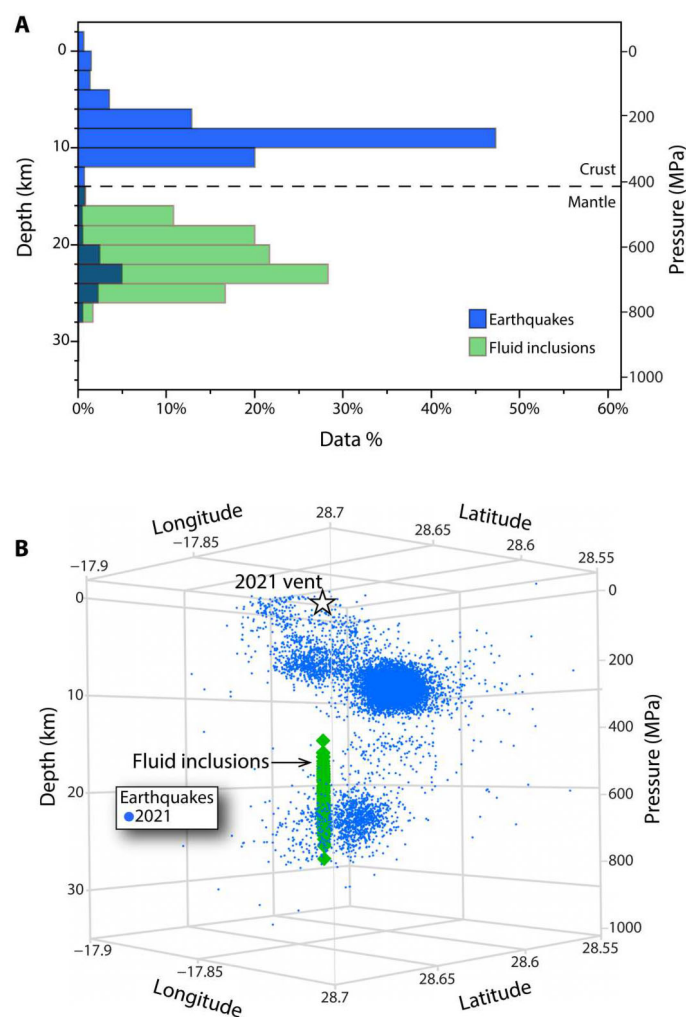 A
0
10
20
30
Depth (km)
0
200
400
600
800
1000
Pressure (MPa)
Crust
Mantle
Earthquakes
Fluid inclusions
0% 10% 20% 30% 40% 50% 60%
Data %
B
Longitude
Latitude
−17.9
−17.85
28.7
28.65
28.6
28.55
2021 vent
0
10
20
30
Depth (km)
Fluid inclusions
Earthquakes
2021
0
200
400
600
800
1000
Pressure (MPa)
−17.9
−17.85
28.7
28.65
28.6
28.55
Longitude
Latitude